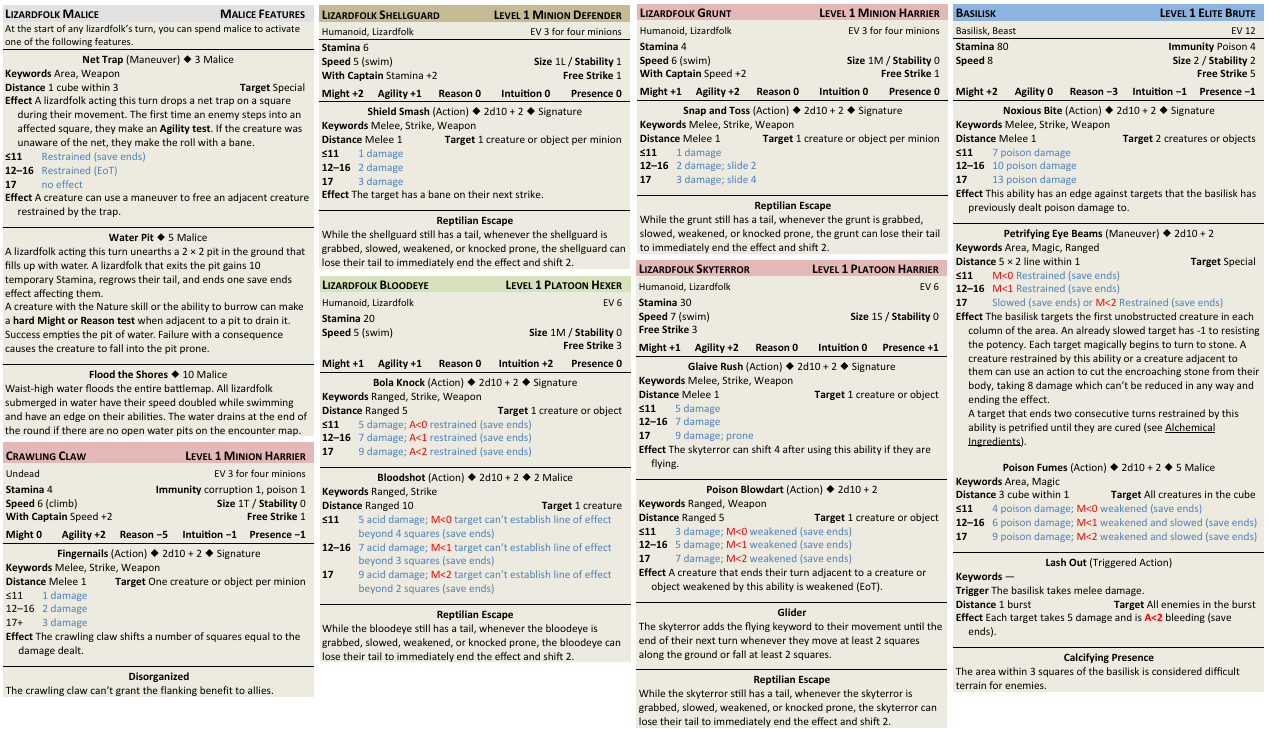 LIZARDFOLK MALICE MALICE FEATURES
At the start of any lizardfolk's turn, you can spend malice to activate
one of the following features.
Net Trap (Maneuver) ◆ 3 Malice
Keywords Area, Weapon
Distance 1 cube within 3 Target Special
Effect A lizardfolk acting this turn drops a net trap on a square
during their movement. The first time an enemy steps into an
affected square, they make an Agility test. If the creature was
unaware of the net, they make the roll with a bane.
≤11 Restrained (save ends)
12–16 Restrained (EoT)
17 no effect
Effect A creature can use a maneuver to free an adjacent creature
restrained by the trap.
Water Pit ◆ 5 Malice
A lizardfolk acting this turn unearths a 2 × 2 pit in the ground that
fills up with water. A lizardfolk that exits the pit gains 10
temporary Stamina, regrows their tail, and ends one save ends
effect affecting them.
A creature with the Nature skill or the ability to burrow can make
a hard Might or Reason test when adjacent to a pit to drain it.
Success empties the pit of water. Failure with a consequence
causes the creature to fall into the pit prone.
Flood the Shores ◆ 10 Malice
Waist-high water floods the entire battlemap. All lizardfolk
submerged in water have their speed doubled while swimming
and have an edge on their abilities. The water drains at the end of
the round if there are no open water pits on the encounter map.
CRAWLING CLAW LEVEL 1 MINION HARRIER
Undead EV 3 for four minions
Stamina 4 Immunity corruption 1, poison 1
Speed 6 (climb) Size 1T / Stability 0
With Captain Speed +2 Free Strike 1
Might 0 Agility +2 Reason −5 Intuition −1 Presence −1
Fingernails (Action) ◆ 2d10 + 2 ◆ Signature
Keywords Melee, Strike, Weapon
Distance Melee 1 Target One creature or object per minion
≤11 1 damage
12–16 2 damage
17+ 3 damage
Effect The crawling claw shifts a number of squares equal to the
damage dealt.
Disorganized
The crawling claw can't grant the flanking benefit to allies.
LIZARDFOLK SHELLGUARD LEVEL 1 MINION DEFENDER
Humanoid, Lizardfolk EV 3 for four minions
Stamina 6
Speed 5 (swim) Size 1L / Stability 1
With Captain Stamina +2 Free Strike 1
Might +2 Agility +1 Reason 0 Intuition 0 Presence 0
Shield Smash (Action) ◆ 2d10 + 2 ◆ Signature
Keywords Melee, Strike, Weapon
Distance Melee 1 Target 1 creature or object per minion
≤11 1 damage
12–16 2 damage
17 3 damage
Effect The target has a bane on their next strike.
Reptilian Escape
While the shellguard still has a tail, whenever the shellguard is
grabbed, slowed, weakened, or knocked prone, the shellguard can
lose their tail to immediately end the effect and shift 2.
LIZARDFOLK BLOODEYE LEVEL 1 PLATOON HEXER
Humanoid, Lizardfolk EV 6
Stamina 20
Speed 5 (swim) Size 1M / Stability 0
Free Strike 3
Might +1 Agility +1 Reason 0 Intuition +2 Presence 0
Bola Knock (Action) ◆ 2d10 + 2 ◆ Signature
Keywords Ranged, Strike, Weapon
Distance Ranged 5 Target 1 creature or object
≤11 5 damage; A<0 restrained (save ends)
12–16 7 damage; A<1 restrained (save ends)
17 9 damage; A<2 restrained (save ends)
Bloodshot (Action) ◆ 2d10 + 2 ◆ 2 Malice
Keywords Ranged, Strike
Distance Ranged 10 Target 1 creature
≤11 5 acid damage; M<0 target can't establish line of effect
beyond 4 squares (save ends)
12–16 7 acid damage; M<1 target can't establish line of effect
beyond 3 squares (save ends)
17 9 acid damage; M<2 target can't establish line of effect
beyond 2 squares (save ends)
Reptilian Escape
While the bloodeye still has a tail, whenever the bloodeye is
grabbed, slowed, weakened, or knocked prone, the bloodeye can
lose their tail to immediately end the effect and shift 2.
LIZARDFOLK GRUNT LEVEL 1 MINION HARRIER
Humanoid, Lizardfolk EV 3 for four minions
Stamina 4
Speed 6 (swim) Size 1M / Stability 0
With Captain Speed +2 Free Strike 1
Might +1 Agility +2 Reason 0 Intuition 0 Presence 0
Snap and Toss (Action) ◆ 2d10 + 2 ◆ Signature
Keywords Melee, Strike, Weapon
Distance Melee 1 Target 1 creature or object per minion
≤11 1 damage
12–16 2 damage; slide 2
17 3 damage; slide 4
Reptilian Escape
While the grunt still has a tail, whenever the grunt is grabbed,
slowed, weakened, or knocked prone, the grunt can lose their tail
to immediately end the effect and shift 2.
LIZARDFOLK SKYTERROR LEVEL 1 PLATOON HARRIER
Humanoid, Lizardfolk EV 6
Stamina 30
Speed 7 (swim) Size 1S / Stability 0
Free Strike 3
Might +1 Agility +2 Reason 0 Intuition 0 Presence +1
Glaive Rush (Action) ◆ 2d10 + 2 ◆ Signature
Keywords Melee, Strike, Weapon
Distance Melee 1 Target 1 creature or object
≤11 5 damage
12–16 7 damage
17 9 damage; prone
Effect The skyterror can shift 4 after using this ability if they are
flying.
Poison Blowdart (Action) ◆ 2d10 + 2
Keywords Ranged, Weapon
Distance Ranged 5 Target 1 creature or object
≤11 3 damage; M<0 weakened (save ends)
12–16 5 damage; M<1 weakened (save ends)
17 7 damage; M<2 weakened (save ends)
Effect A creature that ends their turn adjacent to a creature or
object weakened by this ability is weakened (EoT).
Glider
The skyterror adds the flying keyword to their movement until the
end of their next turn whenever they move at least 2 squares
along the ground or fall at least 2 squares.
Reptilian Escape
While the skyterror still has a tail, whenever the skyterror is
grabbed, slowed, weakened, or knocked prone, the skyterror can
lose their tail to immediately end the effect and shift 2.
BASILISK LEVEL 1 ELITE BRUTE
Basilisk, Beast EV 12
Stamina 80 Immunity Poison 4
Speed 8 Size 2 / Stability 2
Free Strike 5
Might +2 Agility 0 Reason −3 Intuition −1 Presence −1
Noxious Bite (Action) ◆ 2d10 + 2 ◆ Signature
Keywords Melee, Strike, Weapon
Distance Melee 1 Target 2 creatures or objects
≤11 7 poison damage
12–16 10 poison damage
17 13 poison damage
Effect This ability has an edge against targets that the basilisk has
previously dealt poison damage to.
Petrifying Eye Beams (Maneuver) ◆ 2d10 + 2
Keywords Area, Magic, Ranged
Distance 5 × 2 line within 1 Target Special
≤11 M<0 Restrained (save ends)
12–16 M<1 Restrained (save ends)
17 Slowed (save ends) or M<2 Restrained (save ends)
Effect The basilisk targets the first unobstructed creature in each
column of the area. An already slowed target has -1 to resisting
the potency. Each target magically begins to turn to stone. A
creature restrained by this ability or a creature adjacent to
them can use an action to cut the encroaching stone from their
body, taking 8 damage which can't be reduced in any way and
ending the effect.
A target that ends two consecutive turns restrained by this
ability is petrified until they are cured (see Alchemical
Ingredients).
Poison Fumes (Action) ◆ 2d10 + 2 ◆ 5 Malice
Keywords Area, Magic
Distance 3 cube within 1 Target All creatures in the cube
≤11 4 poison damage; M<0 weakened (save ends)
12–16 6 poison damage; M<1 weakened and slowed (save ends)
17 9 poison damage; M<2 weakened and slowed (save ends)
Lash Out (Triggered Action)
Keywords —
Trigger The basilisk takes melee damage.
Distance 1 burst Target All enemies in the burst
Effect Each target takes 5 damage and is A<2 bleeding (save
ends).
Calcifying Presence
The area within 3 squares of the basilisk is considered difficult
terrain for enemies.